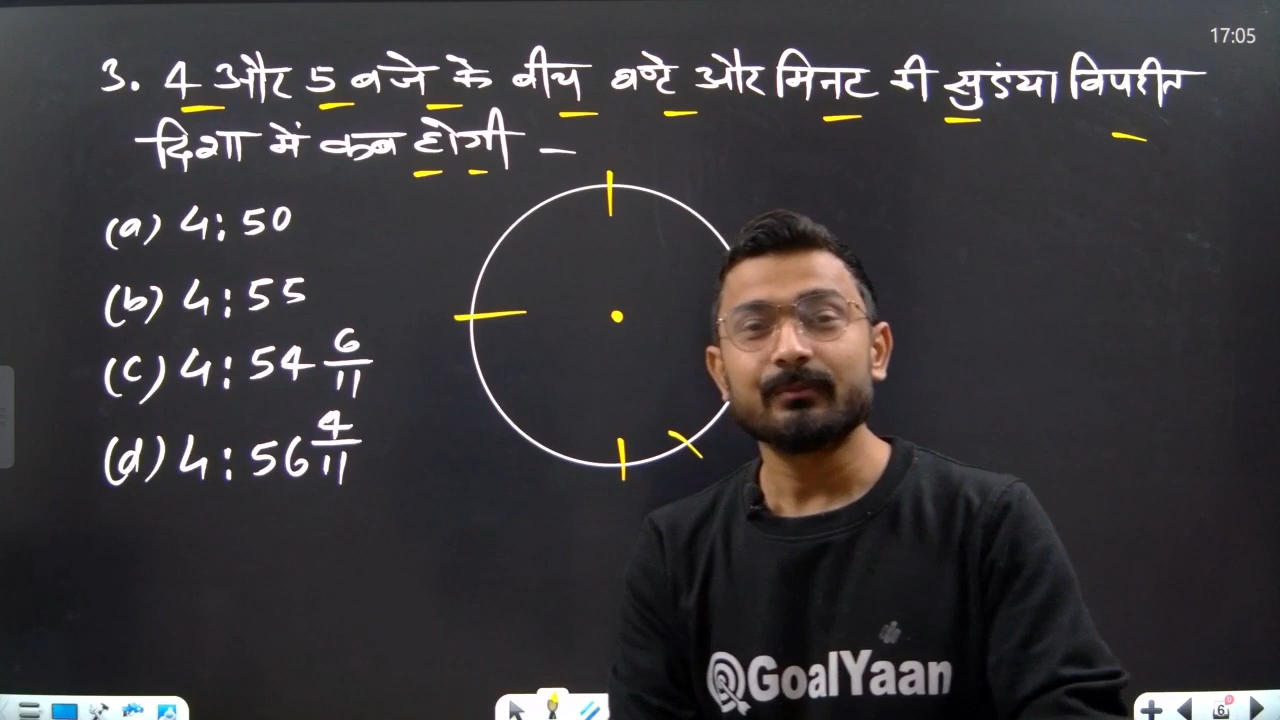 17:05
3. 4 और 5 बजे के बीच घण्टे और मिनट की सुइंया विपरीत
दिशा में कब होगी –
(a) 4:50
(b) 4:55
(c) 4:54 6/11
(d) 4:56 4/11
GoalYaan